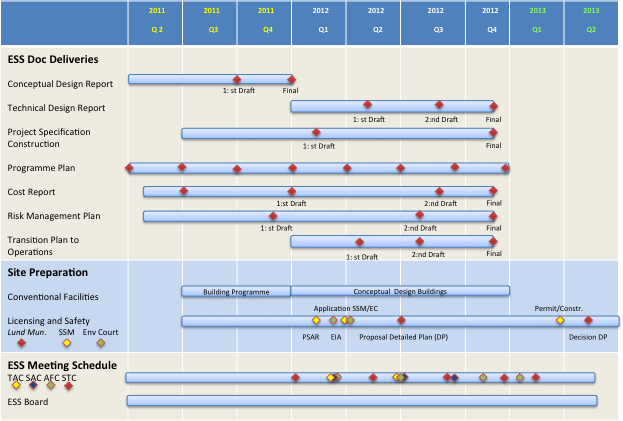 2011 2011 2011 2012 2012 2012 2012 2013 2013
Q 2 Q3 Q4 Q1 Q2 Q3 Q4 Q1 Q2
ESS Doc Deliveries
Conceptual Design Report
1: st Draft Final
Technical Design Report
1: st Draft 2:nd Draft Final
Project Specification
Construction
1: st Draft Final
Programme Plan
Cost Report
1:st Draft 2:nd Draft Final
Risk Management Plan
1: st Draft 2:nd Draft Final
Transition Plan to
Operations
1: st Draft 2:nd Draft Final
Site Preparation
Conventional Facilities
Building Programme Conceptual Design Buildings
Application SSM/EC Permit/Constr.
Licensing and Safety
Lund Mun. SSM Env Court
PSAR EIA Proposal Detailed Plan (DP) Decision DP
ESS Meeting Schedule
TAC SAC AFC STC
ESS Board